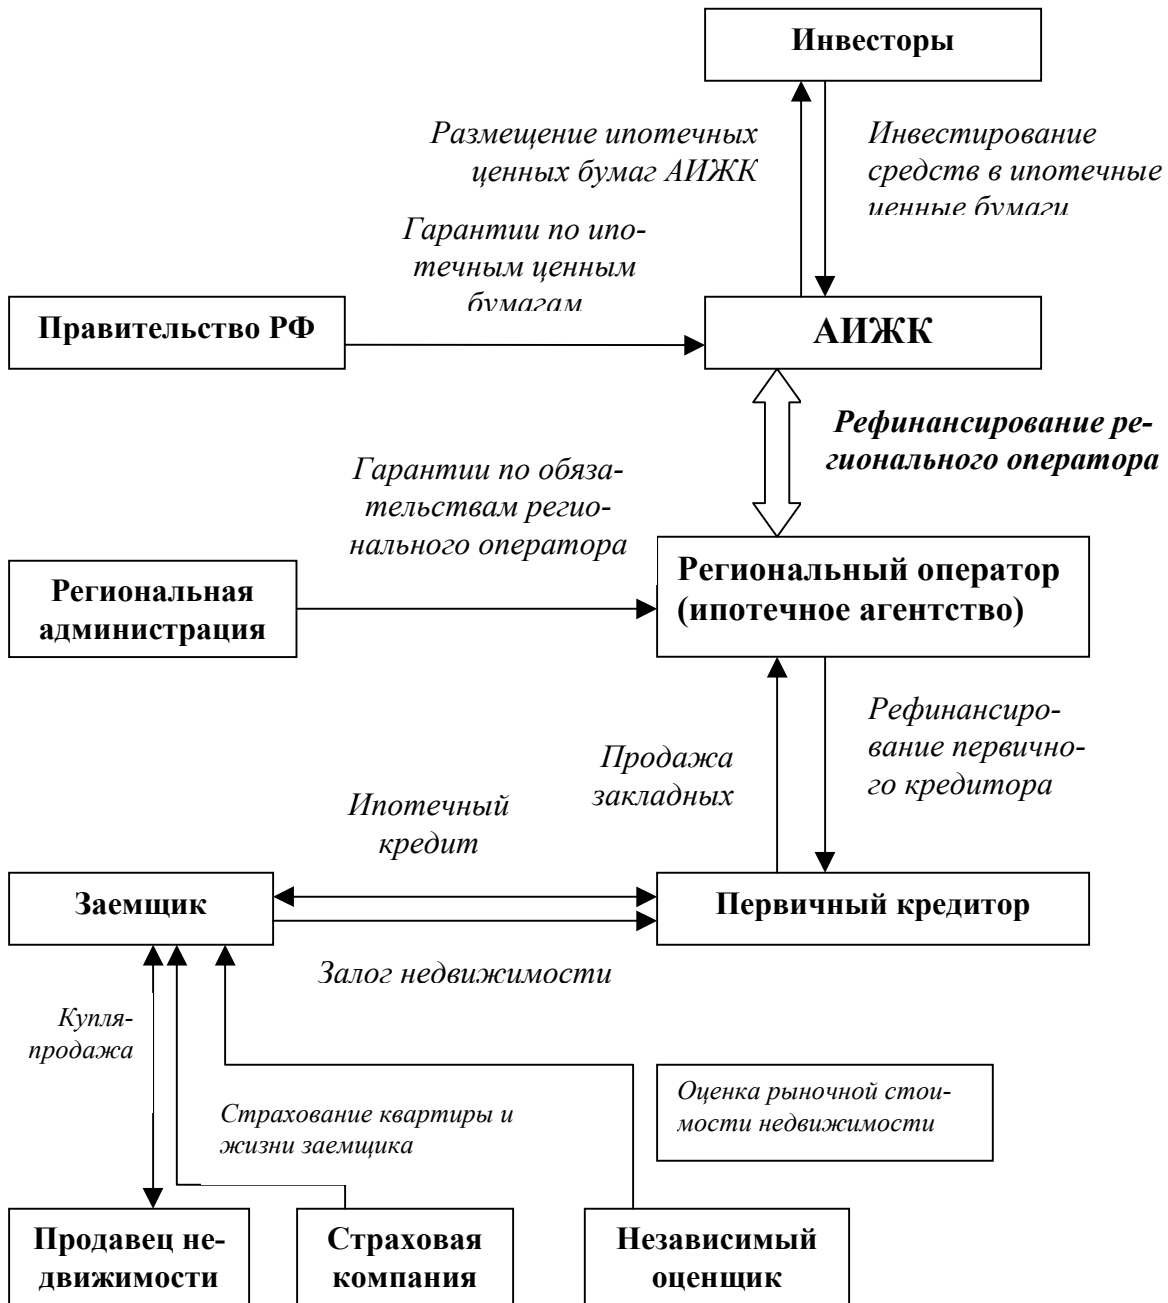 Инвесторы
Размещение ипотечных
ценных бумаг АИЖК
Инвестирование
средств в ипотечные
ценные бумаги
Гарантии по ипо-
течным ценным
бумагам
Правительство РФ
АИЖК
Рефинансирование ре-
гионального оператора
Гарантии по обяза-
тельствам регио-
нального оператора
Региональная
администрация
Региональный оператор
(ипотечное агентство)
Продажа
закладных
Рефинансиро-
вание первично-
го кредитора
Ипотечный
кредит
Заемщик
Первичный кредитор
Залог недвижимости
Купля-
продажа
Страхование квартиры и
жизни заемщика
Оценка рыночной стои-
мости недвижимости
Продавец не-
движимости
Страховая
компания
Независимый
оценщик